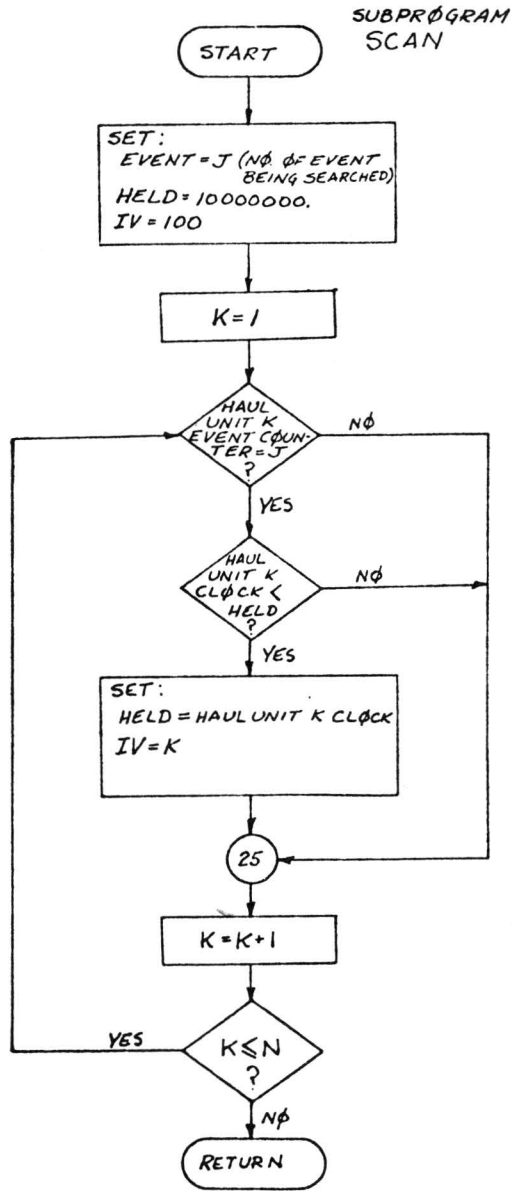 SUBPRØGRAM
SCAN
START
SET:
EVENT = J (NØ. ØF EVENT
BEING SEARCHED)
HELD = 10000000.
IV = 100
K = 1
HAUL
UNIT K
EVENT CØUN-
TER = J
?
NØ
YES
HAUL
UNIT K
CLØCK <
HELD
?
NØ
YES
SET:
HELD = HAUL UNIT K CLØCK
IV = K
25
K = K+1
YES
K ≤ N
?
NØ
RETURN